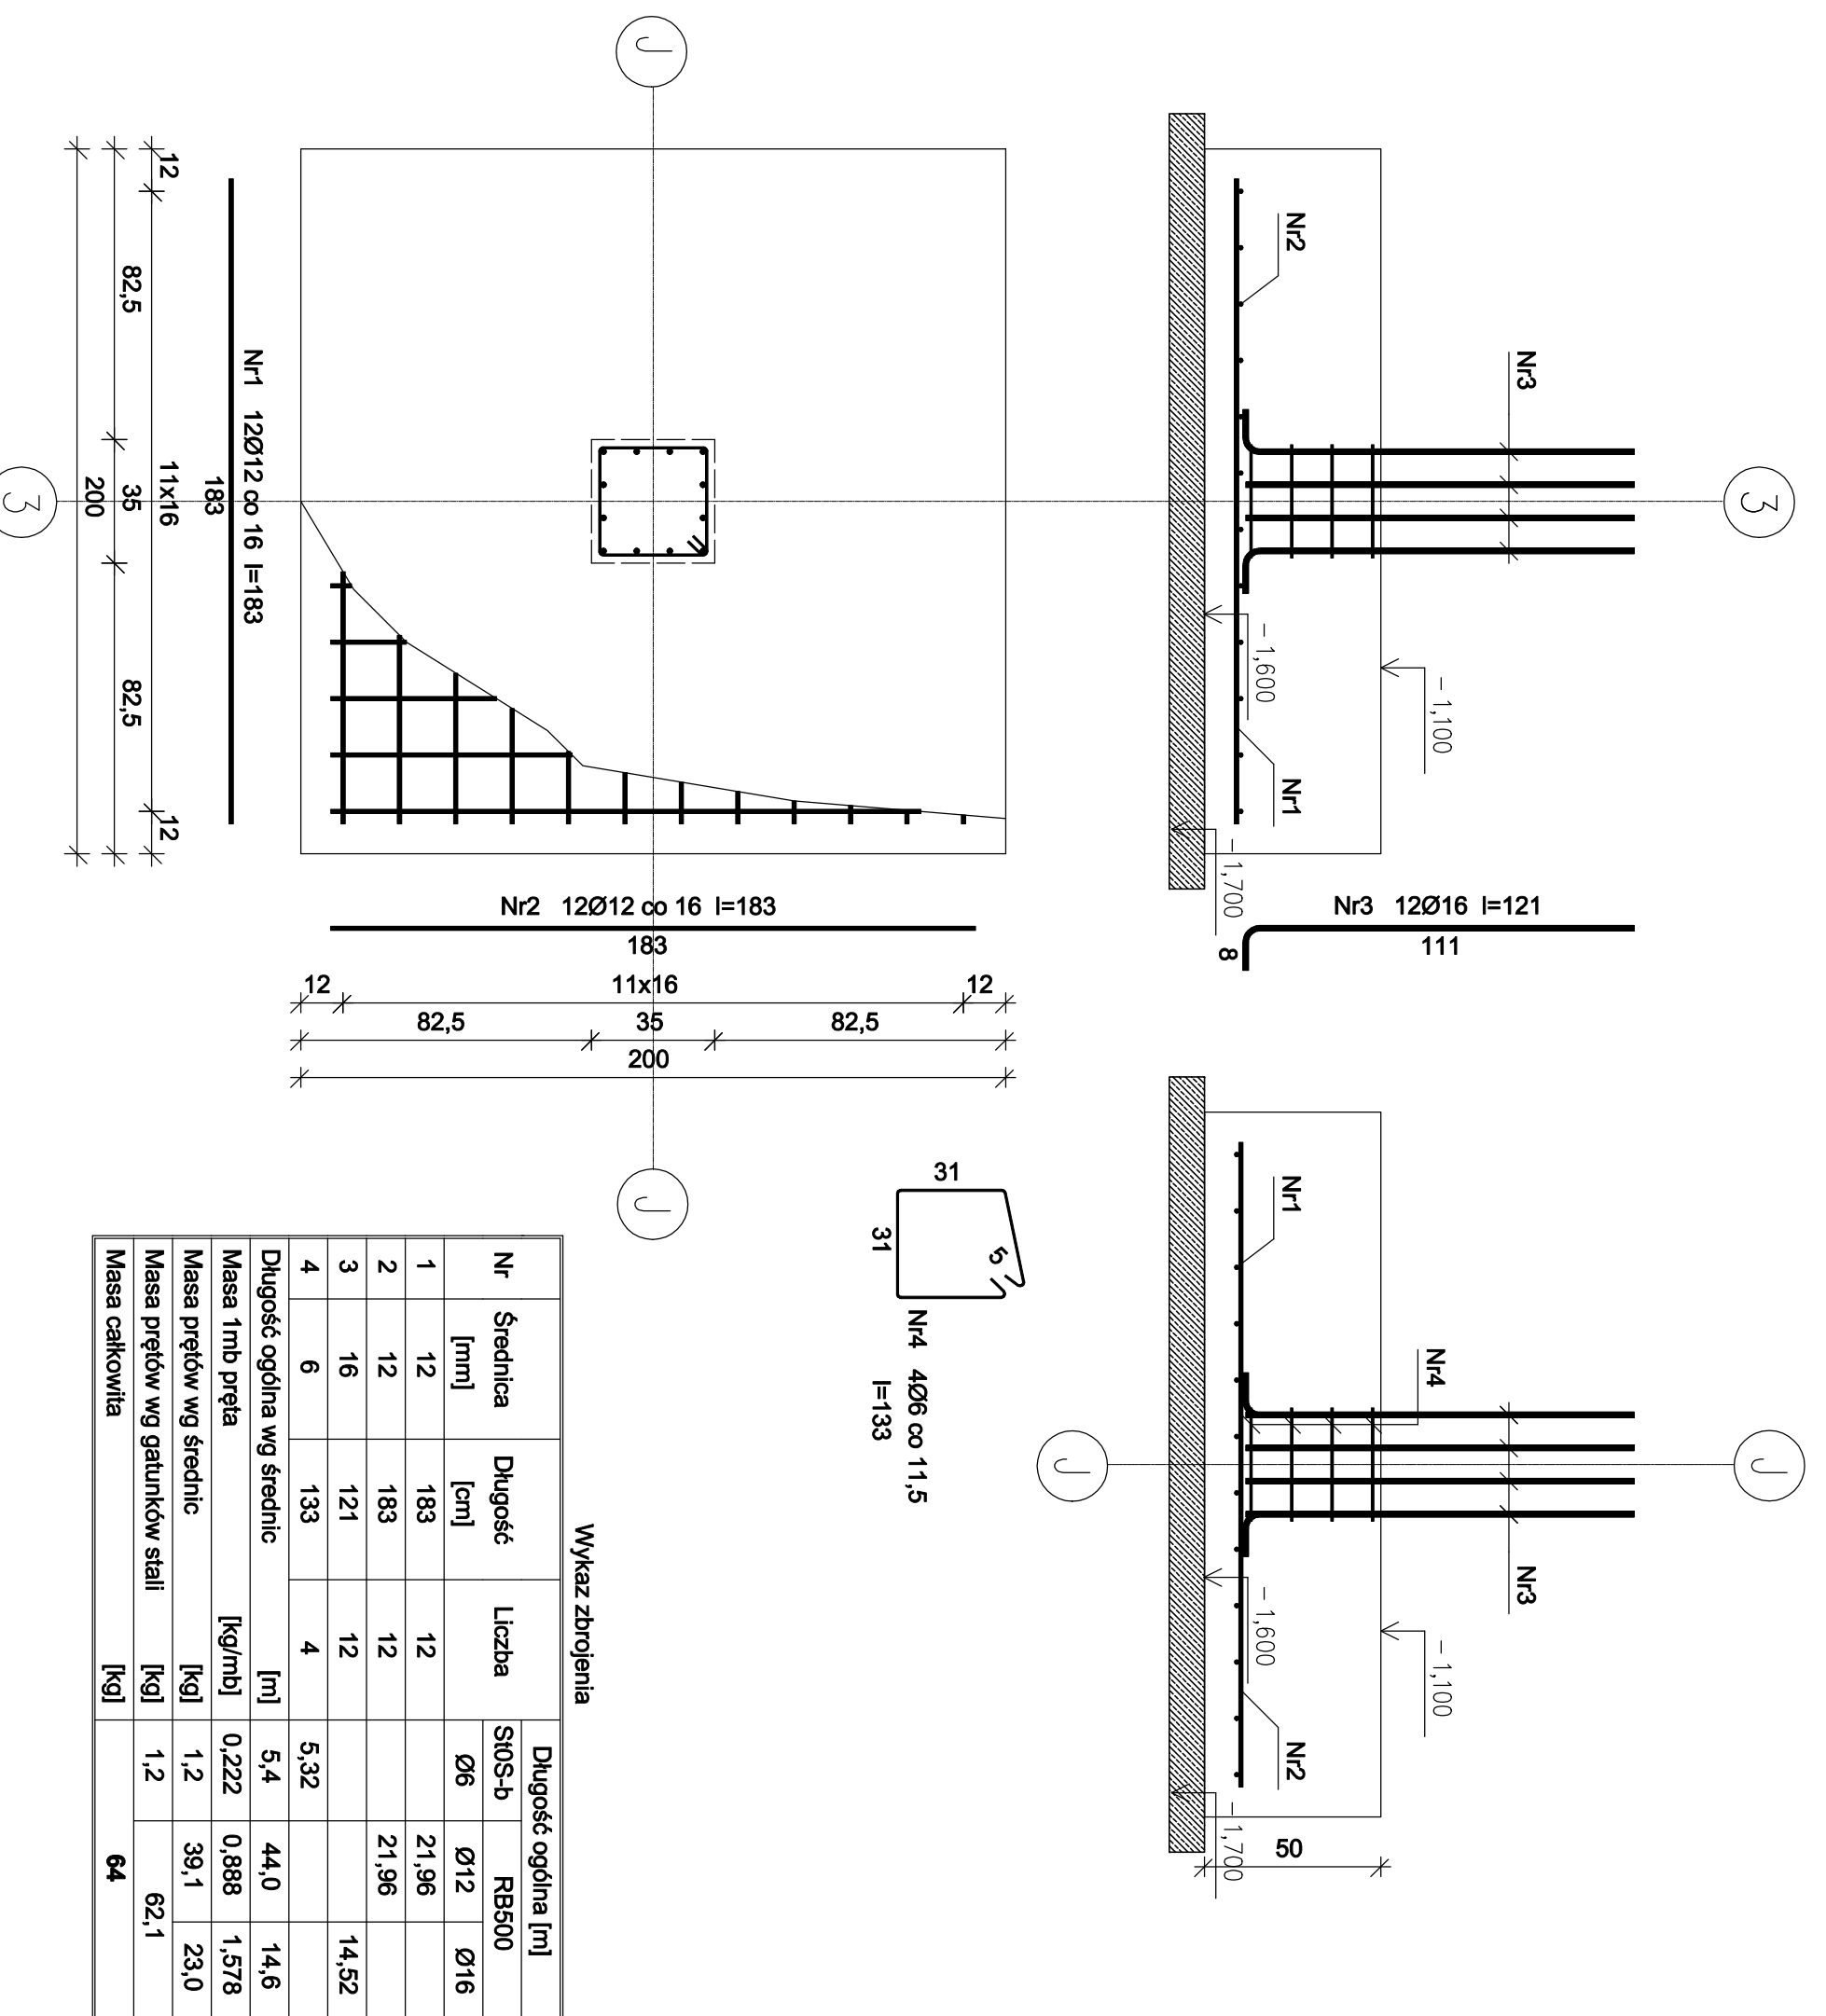 3
J
Nr3
Nr3
Nr2
Nr1
Nr1
Nr2
Nr4
-1,100
-1,600
-1,700
-1,100
-1,600
-1,700
50
Nr3 12Ø16 l=121
111
8
J
J
J
3
Nr1 12Ø12 co 16 l=183
183
12
11x16
12
82,5
35
82,5
200
Nr2 12Ø12 co 16 l=183
183
12
11x16
12
82,5
35
82,5
200
31
31
5
Nr4 4Ø6 co 11,5
l=133
Wykaz zbrojenia
Nr Średnica Długość Liczba Długość ogólna [m]
[mm] [cm] St0S-b RB500
Ø6 Ø12 Ø16
1 12 183 12 21,96
2 12 183 12 21,96
3 16 121 12 14,52
4 6 133 4 5,32
Długość ogólna wg średnic [m] 5,4 44,0 14,6
Masa 1mb pręta [kg/mb] 0,222 0,888 1,578
Masa prętów wg średnic [kg] 1,2 39,1 23,0
Masa prętów wg gatunków stali [kg] 1,2 62,1
Masa całkowita [kg] 64